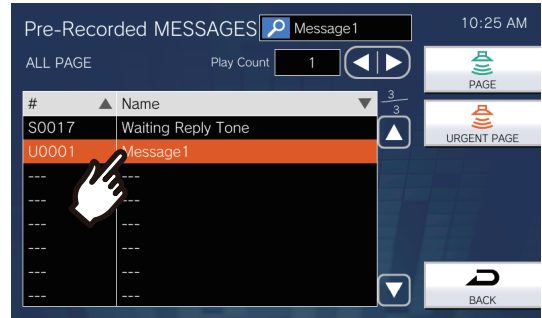 Pre-Recorded MESSAGES Message1 10:25 AM
ALL PAGE Play Count 1
PAGE
# Name 3/3
S0017 Waiting Reply Tone
URGENT PAGE
U0001 Message1
--- ---
--- ---
--- ---
--- ---
--- ---
--- ---
BACK